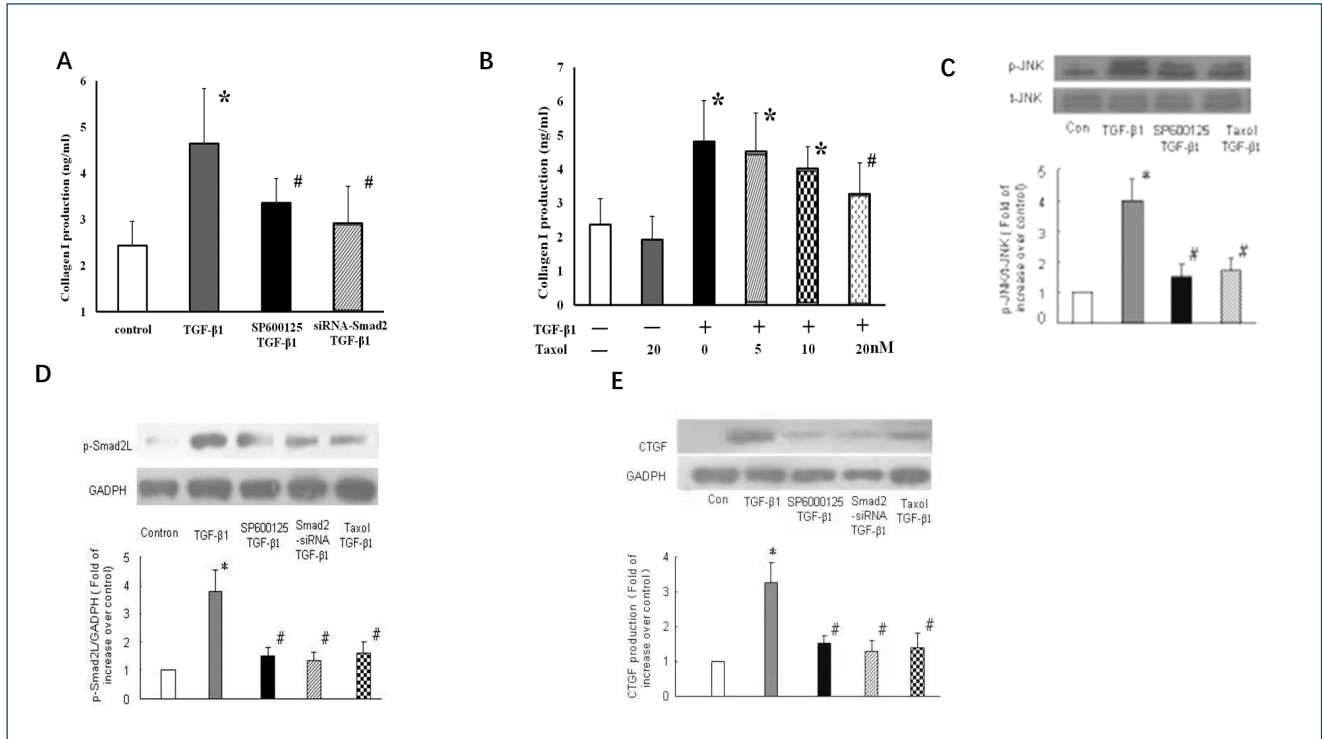 A
Collagen I production (ng/ml)
6
5
4
3
2
1
*
#
#
control
TGF-β1
SP600125
TGF-β1
siRNA-Smad2
TGF-β1
B
Collagen I production (ng/ml)
7
6
5
4
3
2
1
0
*
*
*
#
TGF-β1 — — + + + +
Taxol — 20 0 5 10 20nM
C
p-JNK
t-JNK
Con
TGF-β1
SP600125
TGF-β1
Taxol
TGF-β1
p-JNK/t-JNK ( Fold of
increase over control)
5
4
3
2
1
0
*
#
#
D
p-Smad2L
GADPH
Contron
TGF-β1
SP600125
TGF-β1
Smad2
-siRNA
TGF-β1
Taxol
TGF-β1
p-Smad2L/GADPH ( Fold of
increase over control)
5
4
3
2
1
0
*
#
#
#
E
CTGF
GADPH
Con
TGF-β1
SP6000125
TGF-β1
Smad2
-siRNA
TGF-β1
Taxol
TGF-β1
CTGF production (Fold of
increase over control)
4
3
2
1
0
*
#
#
#